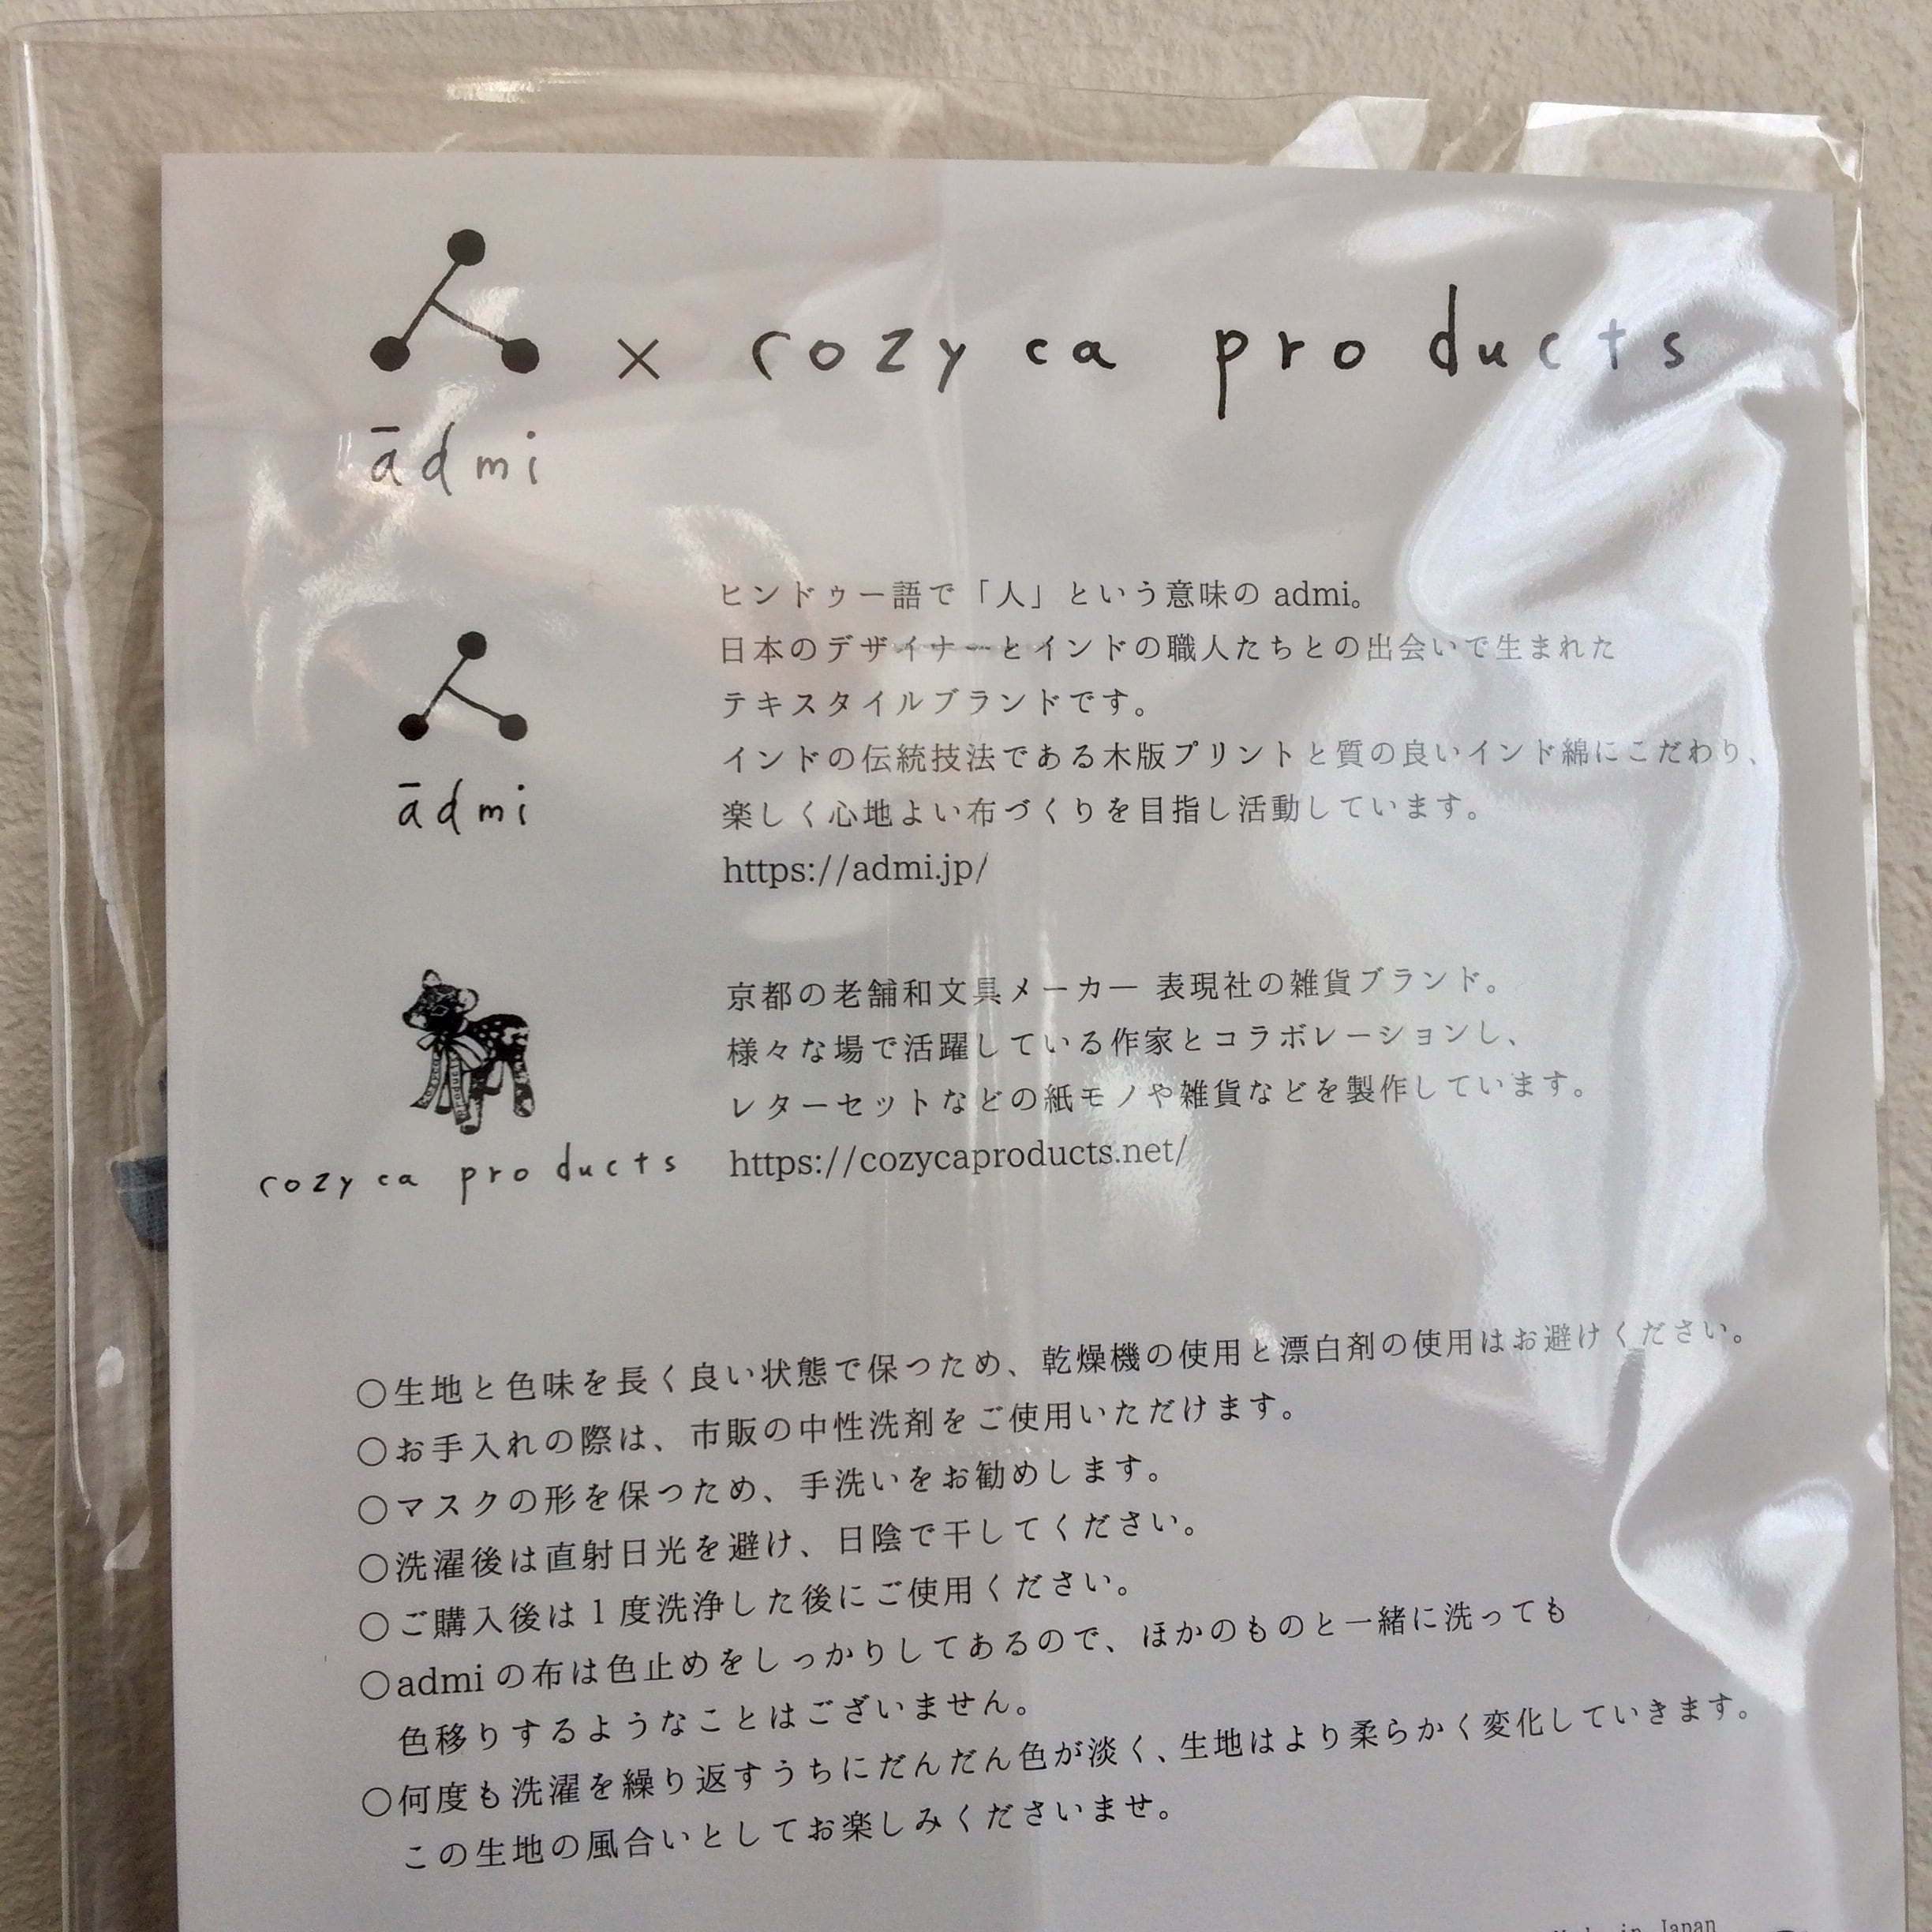 × cozyca products
ādmi
ヒンドゥー語で「人」という意味の admi。
日本のデザイナーとインドの職人たちとの出会いで生まれた
テキスタイルブランドです。
インドの伝統技法である木版プリントと質の良いインド綿にこだわり、
楽しく心地よい布づくりを目指し活動しています。
https://admi.jp/
ādmi
京都の老舗和文具メーカー 表現社の雑貨ブランド。
様々な場で活躍している作家とコラボレーションし、
レターセットなどの紙モノや雑貨などを製作しています。
https://cozycaproducts.net/
cozyca products
○生地と色味を長く良い状態で保つため、乾燥機の使用と漂白剤の使用はお避けください。
○お手入れの際は、市販の中性洗剤をご使用いただけます。
○マスクの形を保つため、手洗いをお勧めします。
○洗濯後は直射日光を避け、日陰で干してください。
○ご購入後は1度洗浄した後にご使用ください。
○admiの布は色止めをしっかりしてあるので、ほかのものと一緒に洗っても
色移りするようなことはございません。
○何度も洗濯を繰り返すうちにだんだん色が淡く、生地はより柔らかく変化していきます。
この生地の風合いとしてお楽しみくださいませ。
Made in Japan